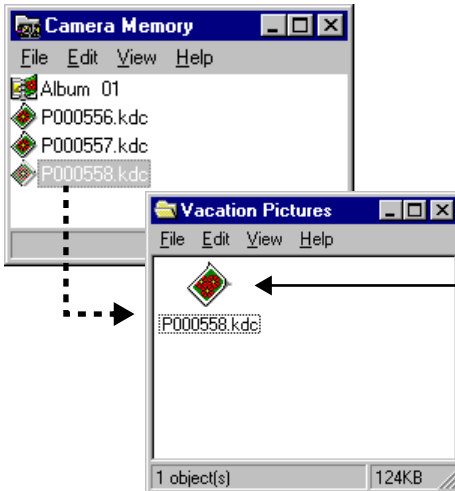 Camera Memory
File Edit View Help
Album 01
P000556.kdc
P000557.kdc
P000558.kdc
Vacation Pictures
File Edit View Help
P000558.kdc
1 object(s) 124KB